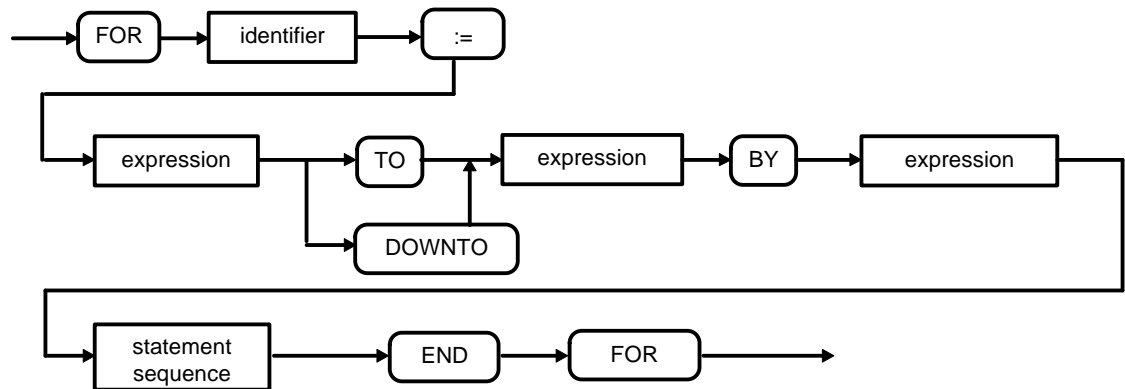 FOR identifier :=
expression TO expression BY expression
DOWNTO
statement
sequence
END FOR